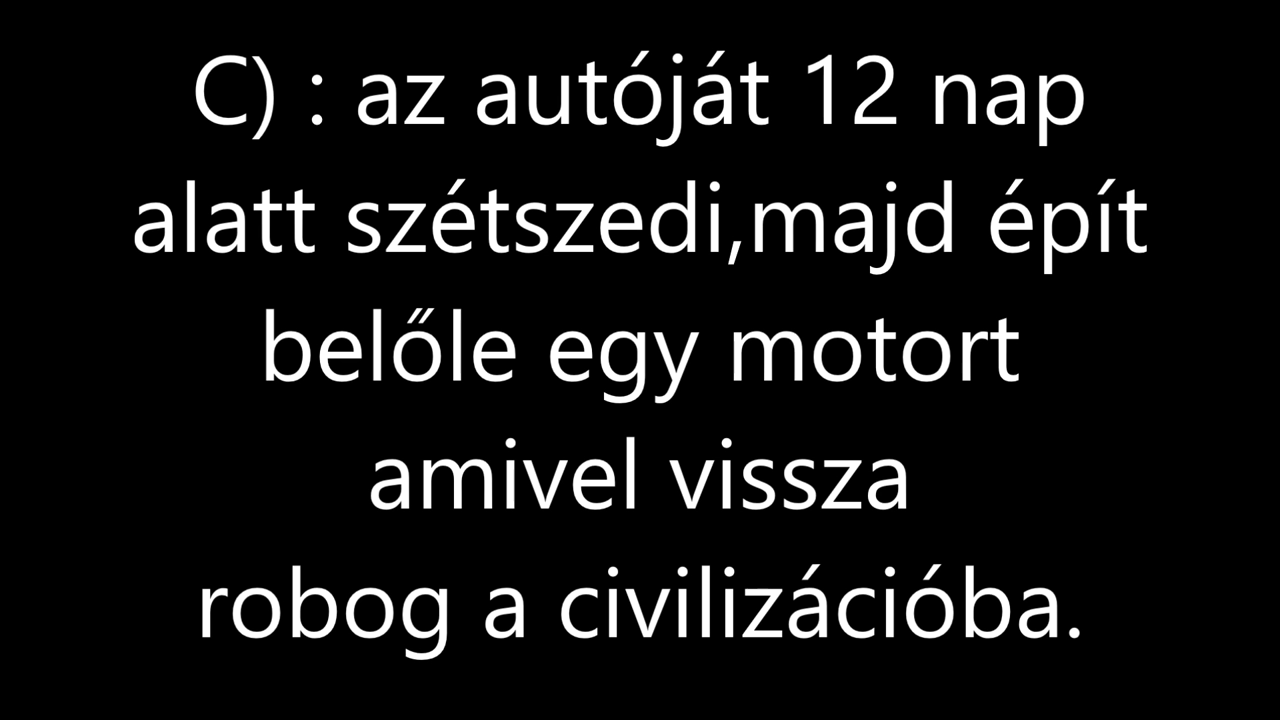 C) : az autóját 12 nap
alatt szétszedi,majd épít
belőle egy motort
amivel vissza
robog a civilizációba.